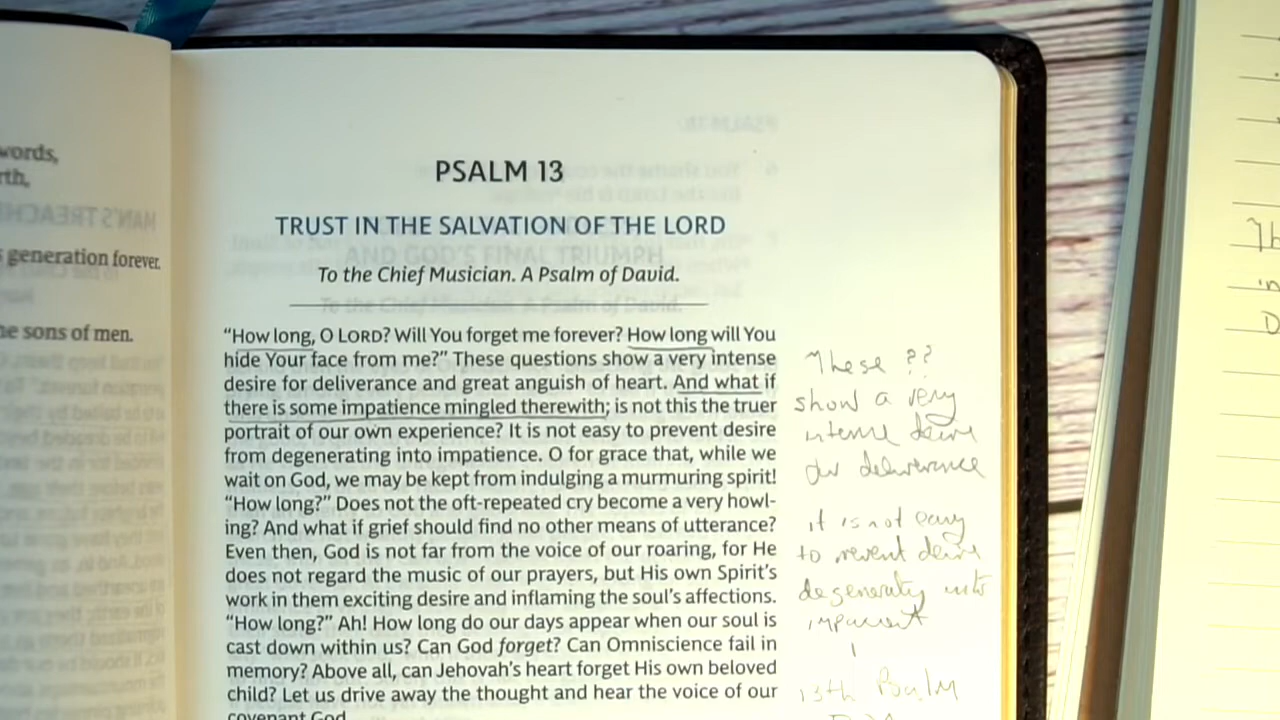 words,
rth,
s generation forever.
he sons of men.
PSALM 13
TRUST IN THE SALVATION OF THE LORD
To the Chief Musician. A Psalm of David.
“How long, O LORD? Will You forget me forever? How long will You
hide Your face from me?” These questions show a very intense
desire for deliverance and great anguish of heart. And what if
there is some impatience mingled therewith; is not this the truer
portrait of our own experience? It is not easy to prevent desire
from degenerating into impatience. O for grace that, while we
wait on God, we may be kept from indulging a murmuring spirit!
“How long?” Does not the oft-repeated cry become a very howl-
ing? And what if grief should find no other means of utterance?
Even then, God is not far from the voice of our roaring, for He
does not regard the music of our prayers, but His own Spirit’s
work in them exciting desire and inflaming the soul’s affections.
“How long?” Ah! How long do our days appear when our soul is
cast down within us? Can God forget? Can Omniscience fail in
memory? Above all, can Jehovah’s heart forget His own beloved
child? Let us drive away the thought and hear the voice of our
covenant God
These ??
show a very
intense desire
deliverance
it is not easy
to desire
into
13th Psalm